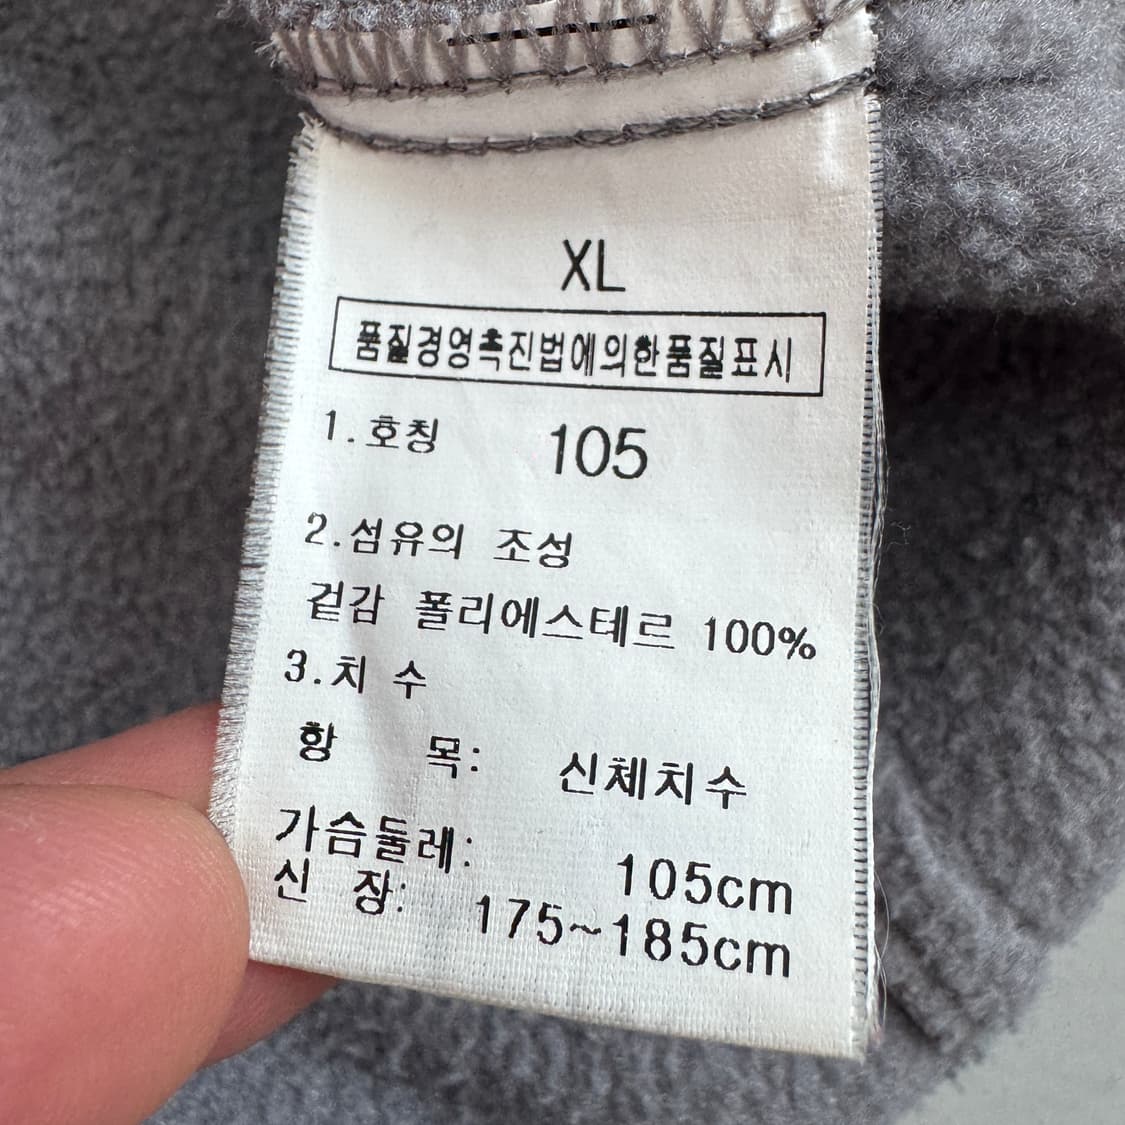 XL
품질경영촉진법에의한품질표시
1.호칭 105
2.섬유의 조성
겉감 폴리에스테르 100%
3.치 수
항 목: 신체치수
가슴둘레: 105cm
신 장: 175~185cm